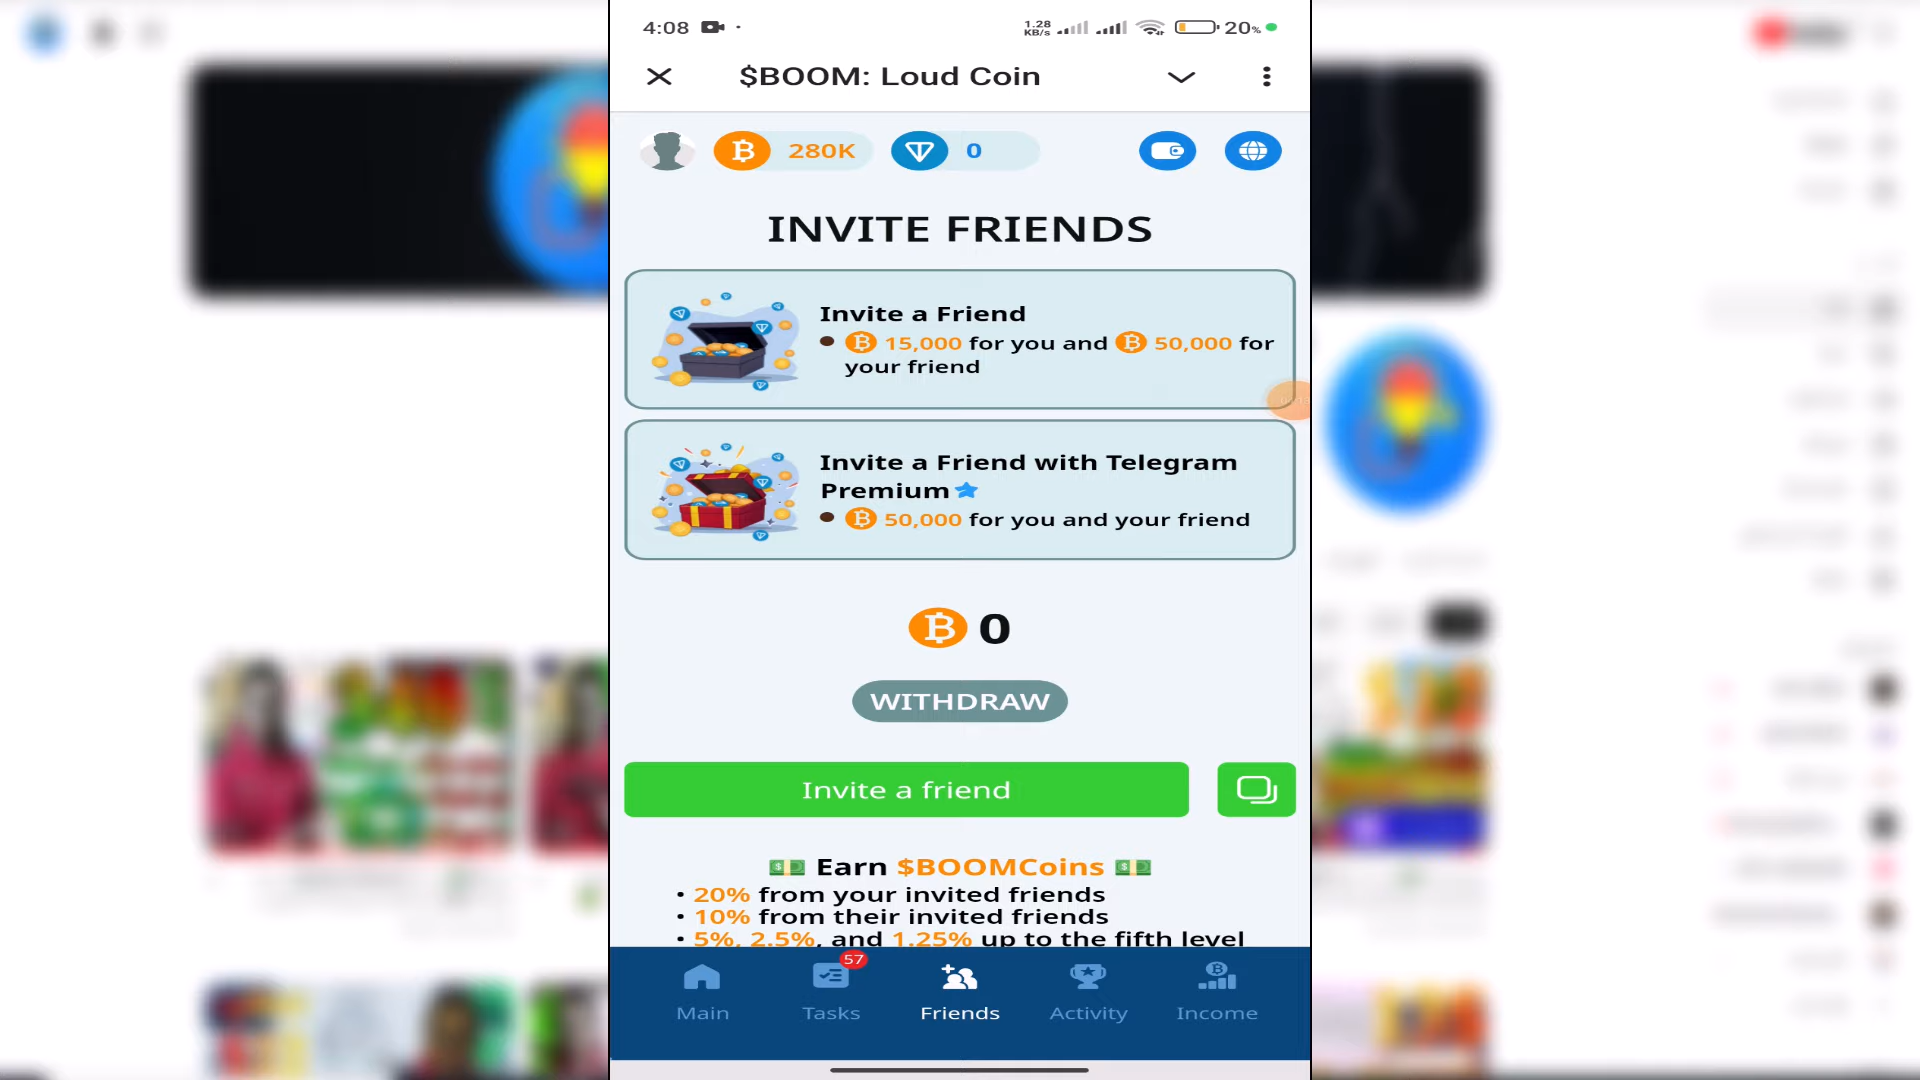 4:08
1.28
KB/s
20%
$BOOM: Loud Coin
280K
0
INVITE FRIENDS
Invite a Friend
15,000 for you and 50,000 for
your friend
Invite a Friend with Telegram
Premium
50,000 for you and your friend
0
WITHDRAW
Invite a friend
Earn $BOOMCoins
• 20% from your invited friends
• 10% from their invited friends
• 5%, 2.5%, and 1.25% up to the fifth level
57
Main
Tasks
Friends
Activity
Income